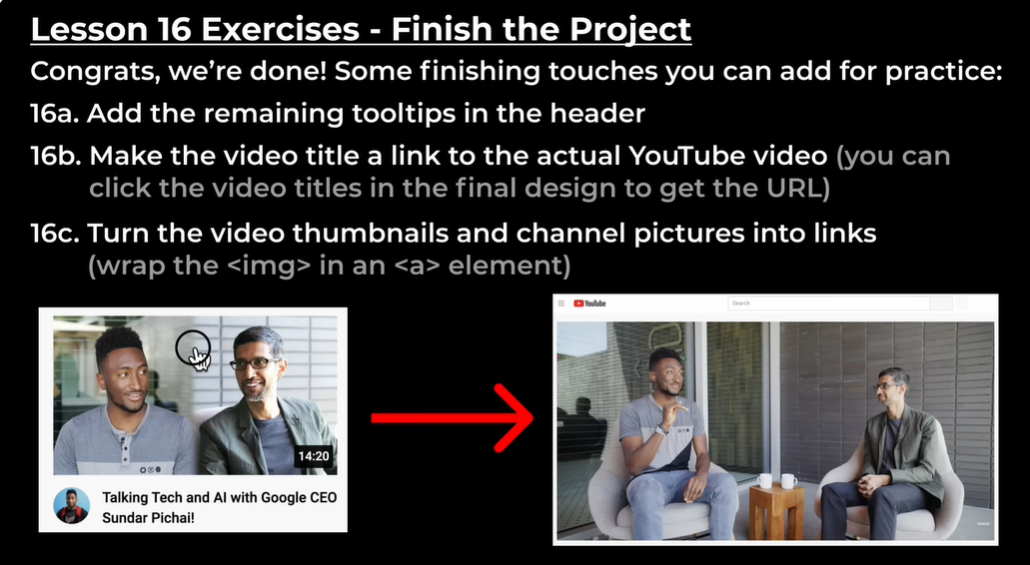 Lesson 16 Exercises - Finish the Project
Congrats, we're done! Some finishing touches you can add for practice:
16a. Add the remaining tooltips in the header
16b. Make the video title a link to the actual YouTube video (you can
click the video titles in the final design to get the URL)
16c. Turn the video thumbnails and channel pictures into links
(wrap the <img> in an <a> element)
14:20
Talking Tech and AI with Google CEO
Sundar Pichai!
YouTube
Search